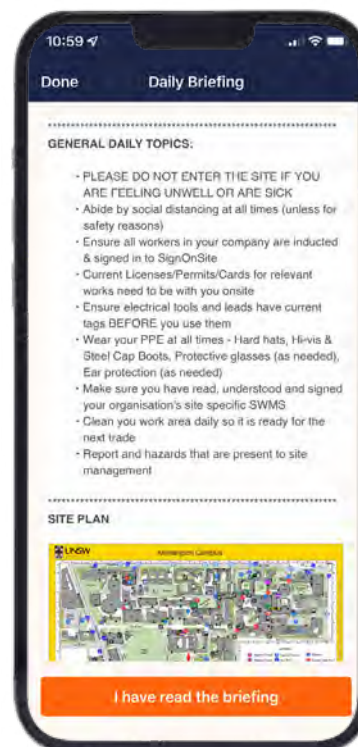 10:59
Done Daily Briefing
GENERAL DAILY TOPICS:
• PLEASE DO NOT ENTER THE SITE IF YOU
ARE FEELING UNWELL OR ARE SICK
• Abide by social distancing at all times (unless for
safety reasons)
• Ensure all workers in your company are inducted
& signed in to SignOnSite
• Current Licenses/Permits/Cards for relevant
works need to be with you onsite
• Ensure electrical tools and leads have current
tags BEFORE you use them
• Wear your PPE at all times - Hard hats, Hi-vis &
Steel Cap Boots, Protective glasses (as needed),
Ear protection (as needed)
• Make sure you have read, understood and signed
your organisation's site specific SWMS
• Clean you work area daily so it is ready for the
next trade
• Report and hazards that are present to site
management
SITE PLAN
UNSW Kensington Campus
I have read the briefing